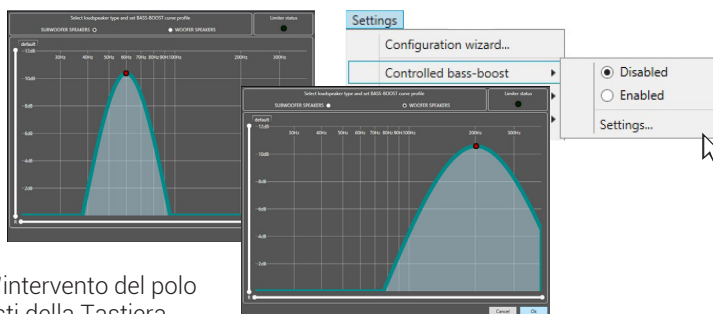 Select loudspeaker type and set BASS-BOOST curve profile
Limiter status
SUBWOOFER SPEAKERS
WOOFER SPEAKERS
default
-12dB
30Hz 40Hz 50Hz 60Hz 70Hz 80Hz 90Hz 100Hz 200Hz 300Hz
-10dB
-8dB
-6dB
-4dB
-2dB
Settings
Configuration wizard...
Controlled bass-boost
Disabled
Enabled
Settings...
Select loudspeaker type and set BASS-BOOST curve profile
Limiter status
SUBWOOFER SPEAKERS
WOOFER SPEAKERS
default
-12dB
30Hz 40Hz 50Hz 60Hz 70Hz 80Hz 90Hz 100Hz 200Hz 300Hz
-10dB
-8dB
-6dB
-4dB
-2dB
Cancel
Ok
'intervento del polo
sti della Tastiera